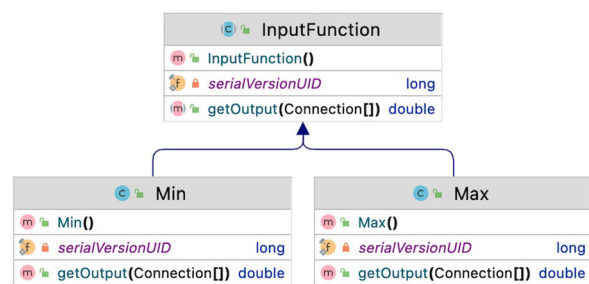 InputFunction
InputFunction()
serialVersionUID long
getOutput(Connection[]) double
Min
Min()
serialVersionUID long
getOutput(Connection[]) double
Max
Max()
serialVersionUID long
getOutput(Connection[]) double